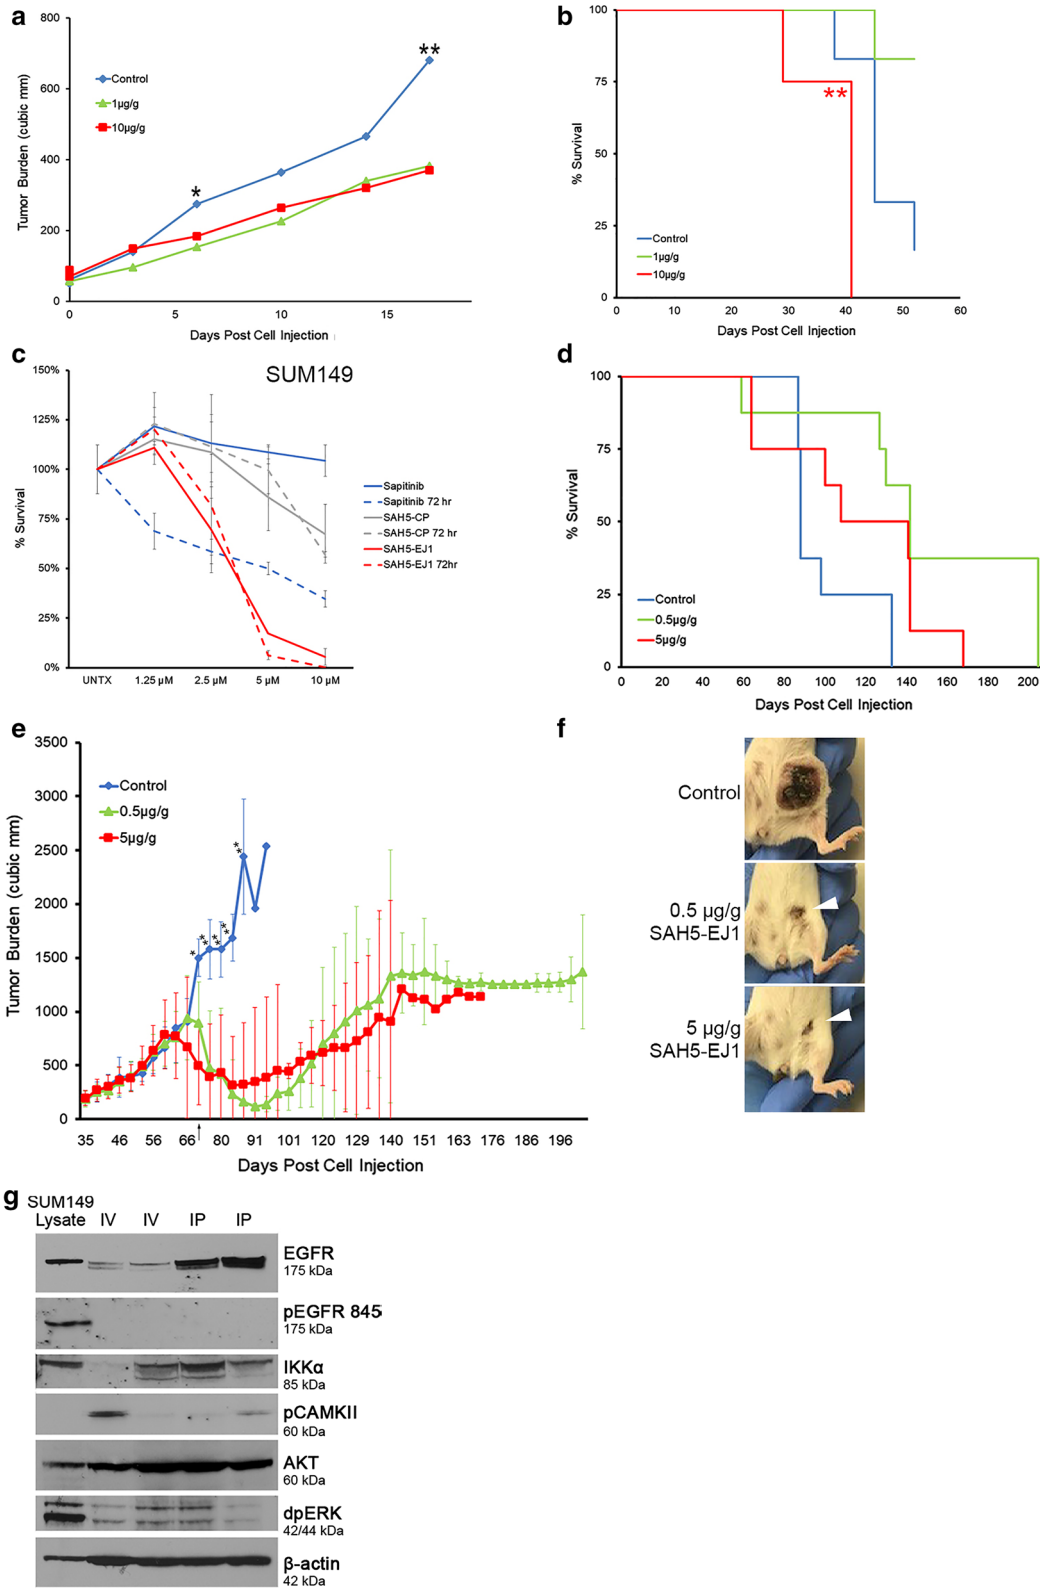 a
800
600
400
200
0
Tumor Burden (cubic mm)
Control
1µg/g
10µg/g
*
**
0 5 10 15
Days Post Cell Injection
b
100
75
50
25
0
% Survival
**
Control
1µg/g
10µg/g
0 10 20 30 40 50 60
Days Post Cell Injection
c
SUM149
150%
125%
100%
75%
50%
25%
0%
% Survival
Sapitinib
Sapitinib 72 hr
SAH5-CP
SAH5-CP 72 hr
SAH5-EJ1
SAH5-EJ1 72hr
UNTX 1.25 µM 2.5 µM 5 µM 10 µM
d
100
75
50
25
0
% Survival
Control
0.5µg/g
5µg/g
0 20 40 60 80 100 120 140 160 180 200
Days Post Cell Injection
e
3500
3000
2500
2000
1500
1000
500
0
Tumor Burden (cubic mm)
Control
0.5µg/g
5µg/g
* ** ** ** **
35 46 56 66 80 91 101 120 129 140 151 163 176 186 196
Days Post Cell Injection
f
Control
0.5 µg/g
SAH5-EJ1
5 µg/g
SAH5-EJ1
g
SUM149
Lysate IV IV IP IP
EGFR
175 kDa
pEGFR 845
175 kDa
IKKα
85 kDa
pCAMKII
60 kDa
AKT
60 kDa
dpERK
42/44 kDa
β-actin
42 kDa